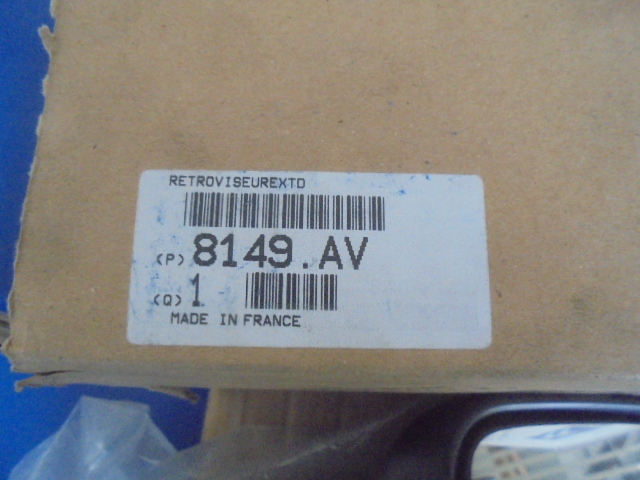 RETROVISEUREXTD
(P) 8149.AV
(Q) 1
MADE IN FRANCE